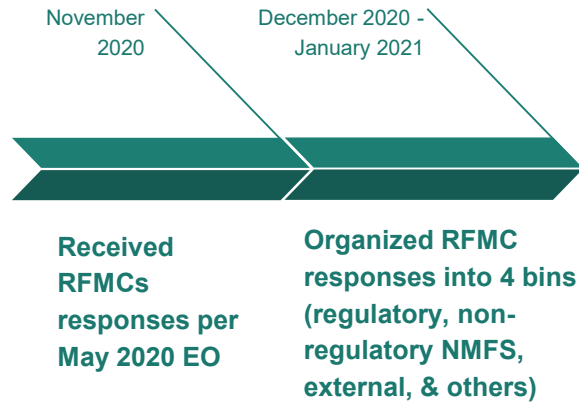 November
2020
December 2020 -
January 2021
Received
RFMCs
responses per
May 2020 EO
Organized RFMC
responses into 4 bins
(regulatory, non-
regulatory NMFS,
external, & others)